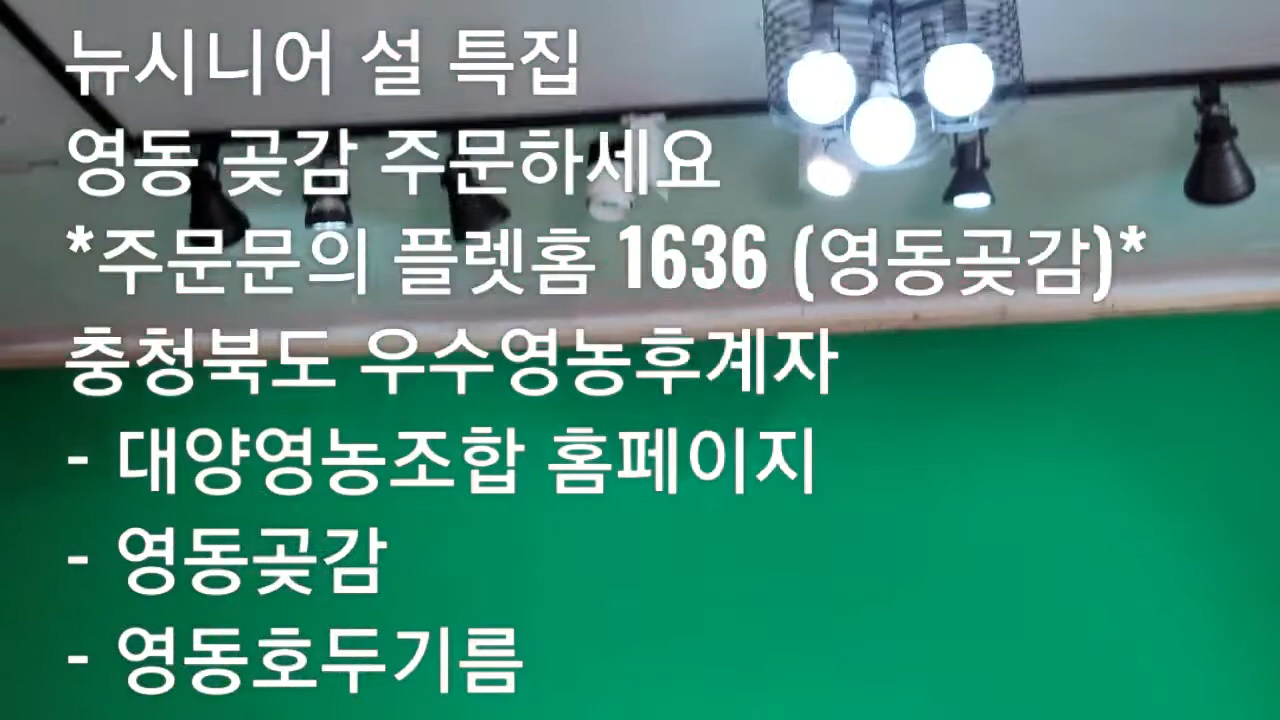 뉴시니어 설 특집
영동 곶감 주문하세요
*주문문의 플렛홈 1636 (영동곶감)*
충청북도 우수영농후계자
- 대양영농조합 홈페이지
- 영동곶감
- 영동호두기름